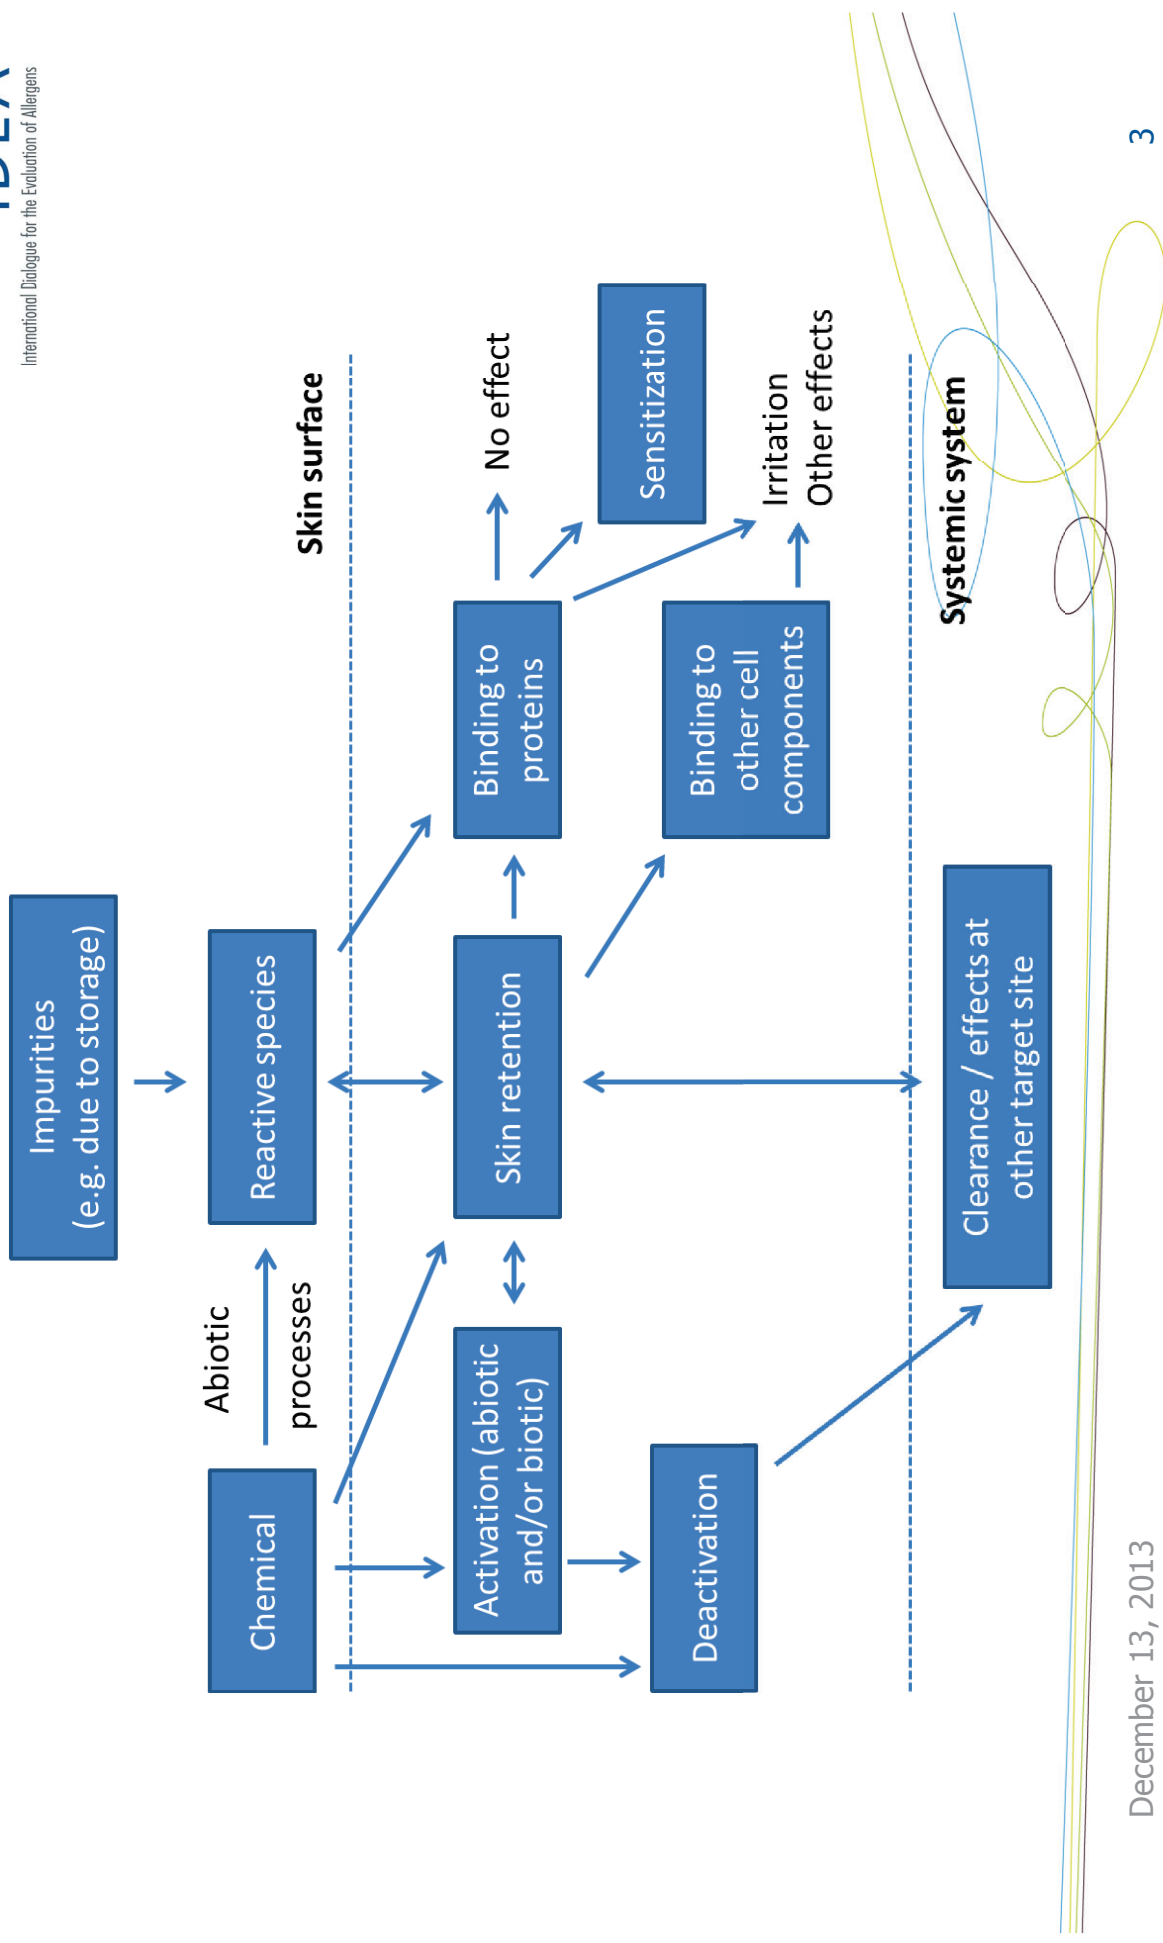 International Dialogue for the Evaluation of Allergens
Impurities
(e.g. due to storage)
Chemical
Abiotic
processes
Reactive species
Skin surface
Activation (abiotic
and/or biotic)
Skin retention
Binding to
proteins
No effect
Sensitization
Deactivation
Binding to
other cell
components
Irritation
Other effects
Systemic system
Clearance / effects at
other target site
December 13, 2013
3